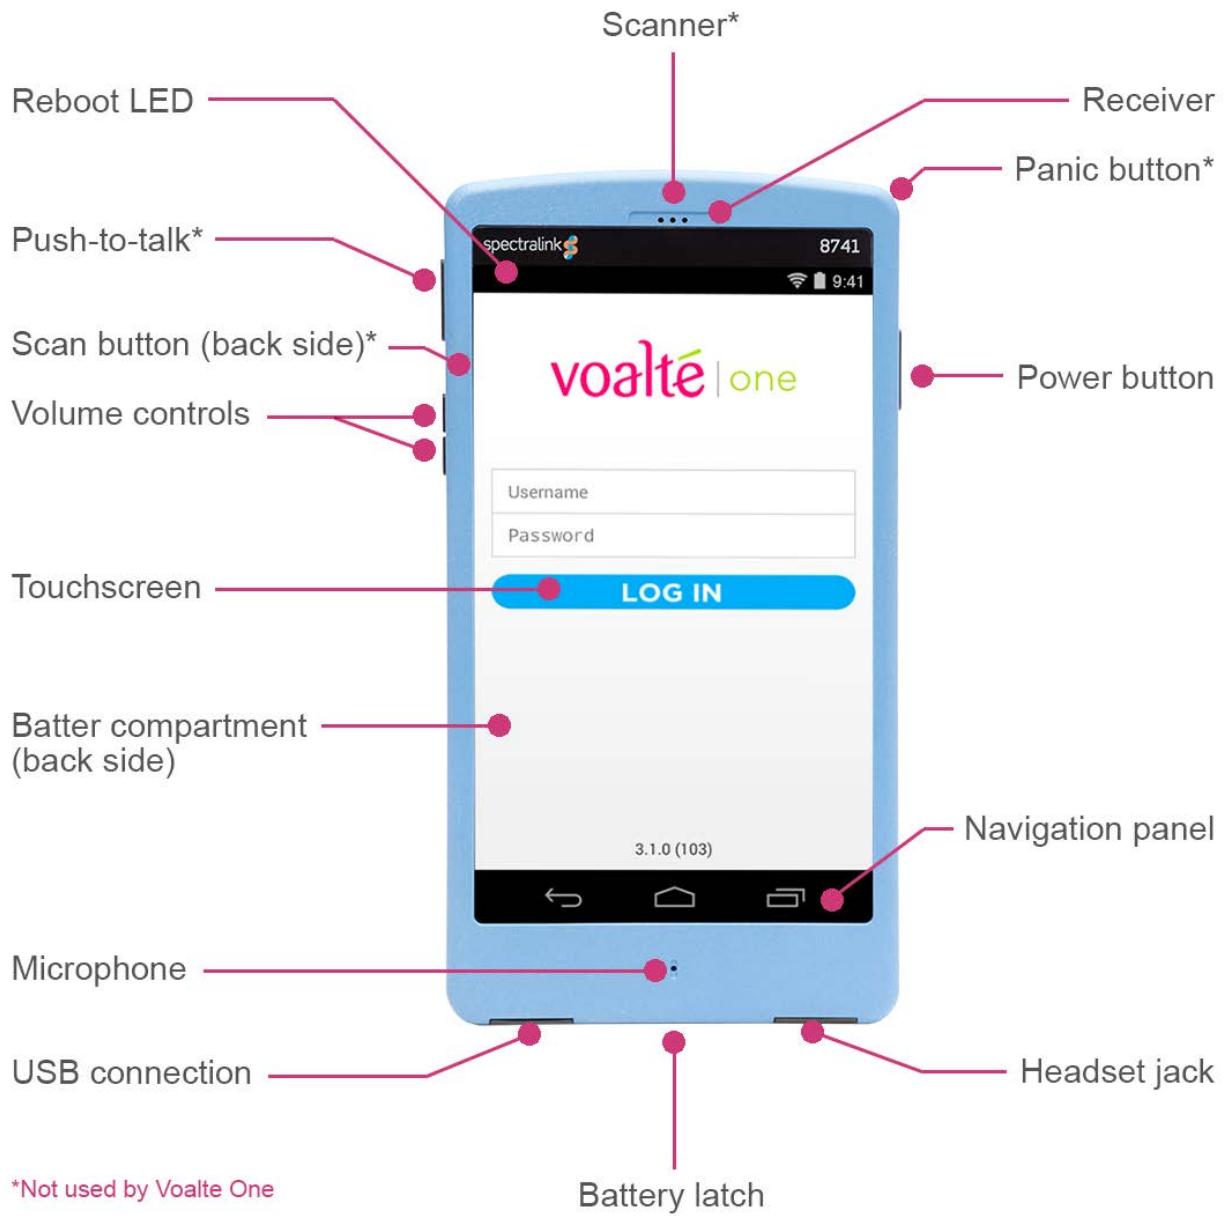 Scanner*
Reboot LED
Receiver
Panic button*
Push-to-talk*
spectralink
8741
9:41
Scan button (back side)*
voalté | one
Power button
Volume controls
Username
Password
Touchscreen
LOG IN
Batter compartment
(back side)
Navigation panel
3.1.0 (103)
Microphone
USB connection
Headset jack
*Not used by Voalte One
Battery latch